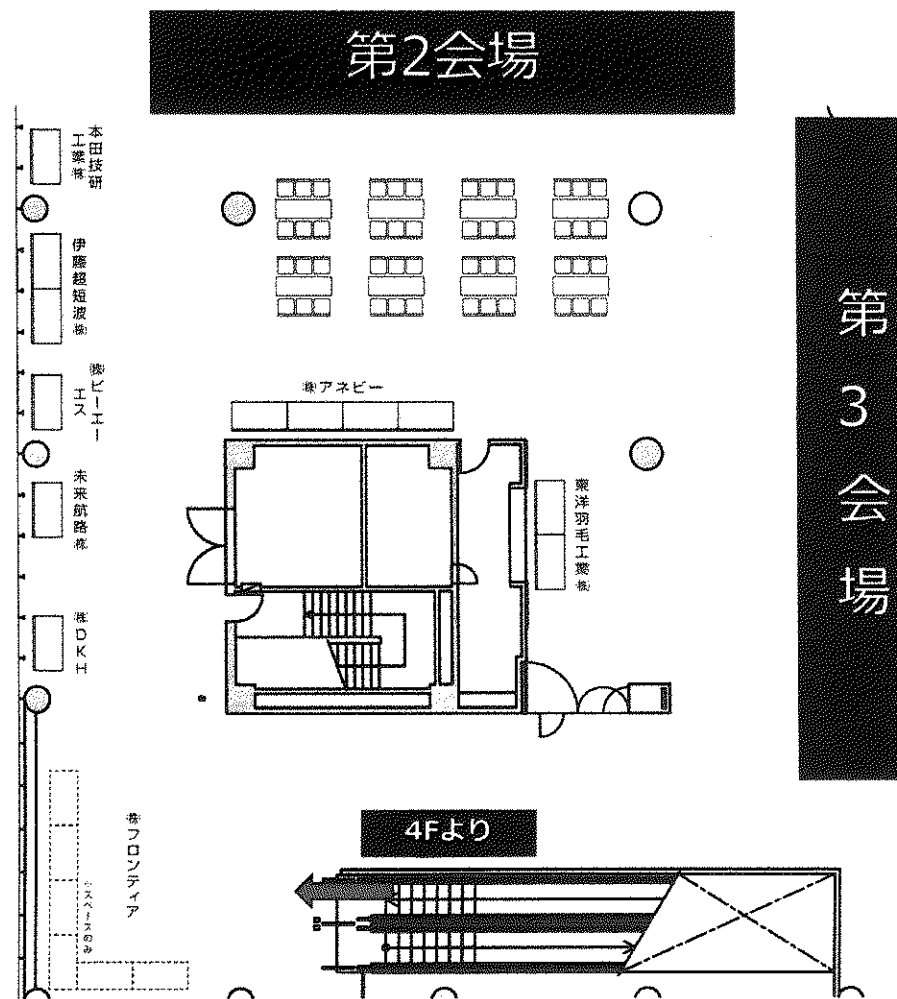 第2会場
本田技研
工業㈱
伊藤超短波㈱
㈱ビーエー
エス
㈱アネビー
未来航路㈱
東洋羽毛工業㈱
第3会場
㈱DKH
4Fより
㈱フロンティア
※スペースのみ